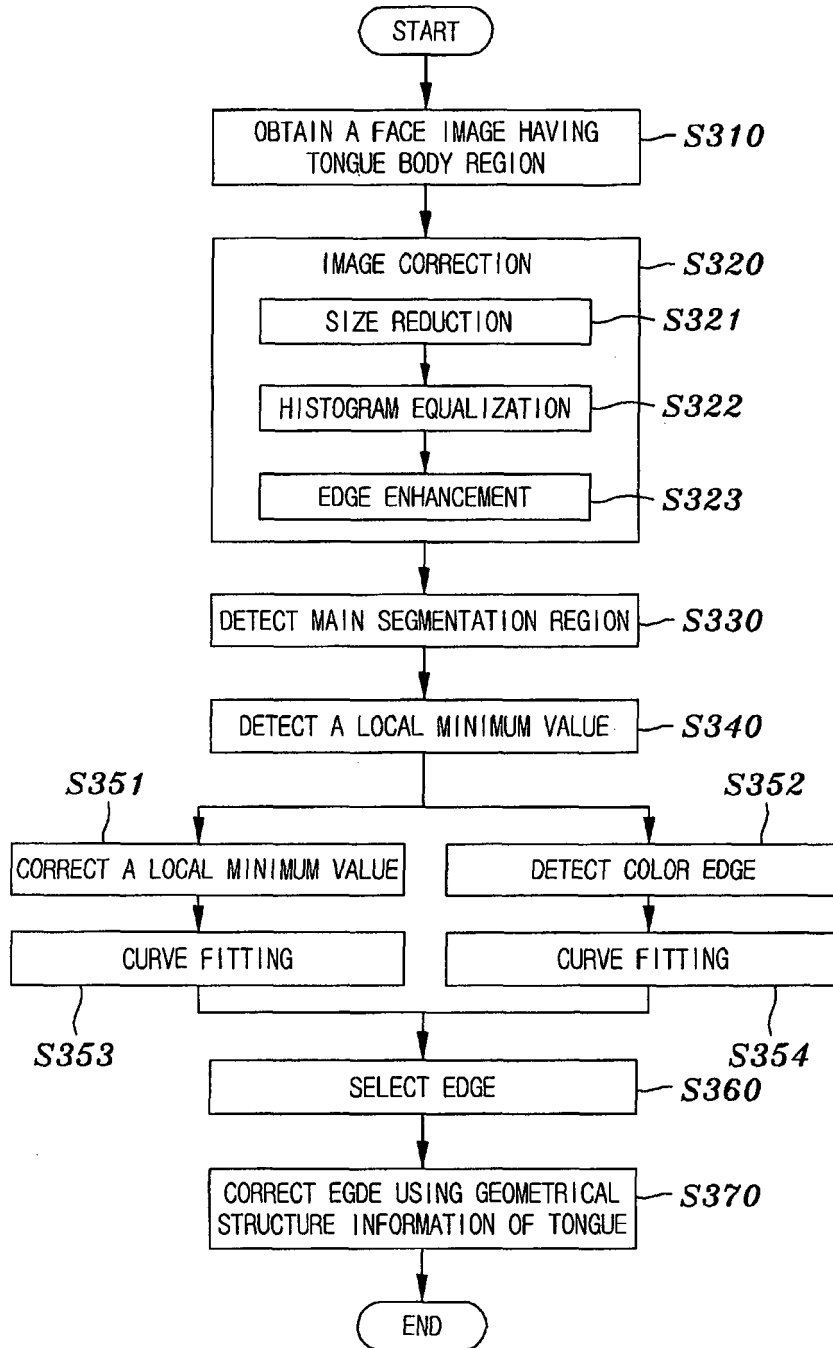 START
OBTAIN A FACE IMAGE HAVING
TONGUE BODY REGION
S310
IMAGE CORRECTION
S320
SIZE REDUCTION
S321
HISTOGRAM EQUALIZATION
S322
EDGE ENHANCEMENT
S323
DETECT MAIN SEGMENTATION REGION
S330
DETECT A LOCAL MINIMUM VALUE
S340
S351
S352
CORRECT A LOCAL MINIMUM VALUE
DETECT COLOR EDGE
CURVE FITTING
CURVE FITTING
S353
S354
SELECT EDGE
S360
CORRECT EGDE USING GEOMETRICAL
STRUCTURE INFORMATION OF TONGUE
S370
END